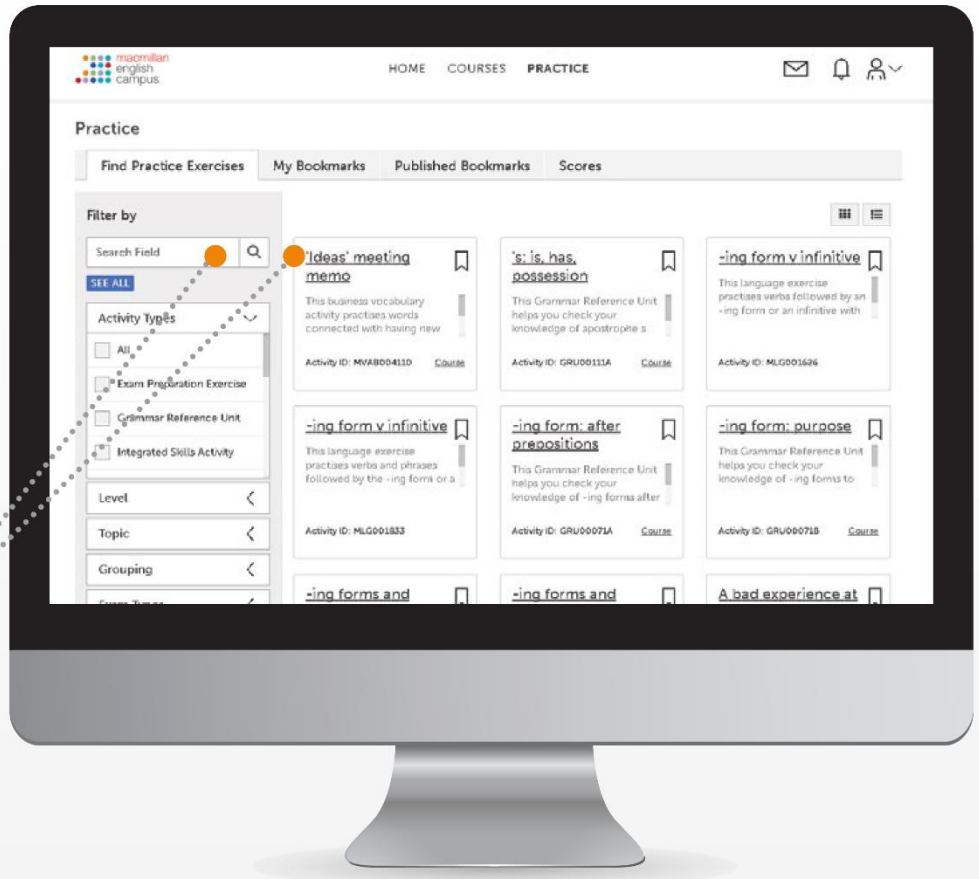 macmillan
english
campus
HOME COURSES PRACTICE
Practice
Find Practice Exercises My Bookmarks Published Bookmarks Scores
Filter by
Search Field
SEE ALL
Activity Types
All
Exam Preparation Exercise
Grammar Reference Unit
Integrated Skills Activity
Level
Topic
Grouping
Exam Types
'Ideas' meeting
memo
This business vocabulary
activity practises words
connected with having new
Activity ID: MVAB004110 Course
's: is, has,
possession
This Grammar Reference Unit
helps you check your
knowledge of apostrophe s
Activity ID: GRU00111A Course
-ing form v infinitive
This language exercise
practises verbs followed by an
-ing form or an infinitive with
Activity ID: MLG001626
-ing form v infinitive
This language exercise
practises verbs and phrases
followed by the -ing form or a
Activity ID: MLG001833
-ing form: after
prepositions
This Grammar Reference Unit
helps you check your
knowledge of -ing forms after
Activity ID: GRU00071A Course
-ing form: purpose
This Grammar Reference Unit
helps you check your
knowledge of -ing forms to
Activity ID: GRU00071B Course
-ing forms and
-ing forms and
A bad experience at